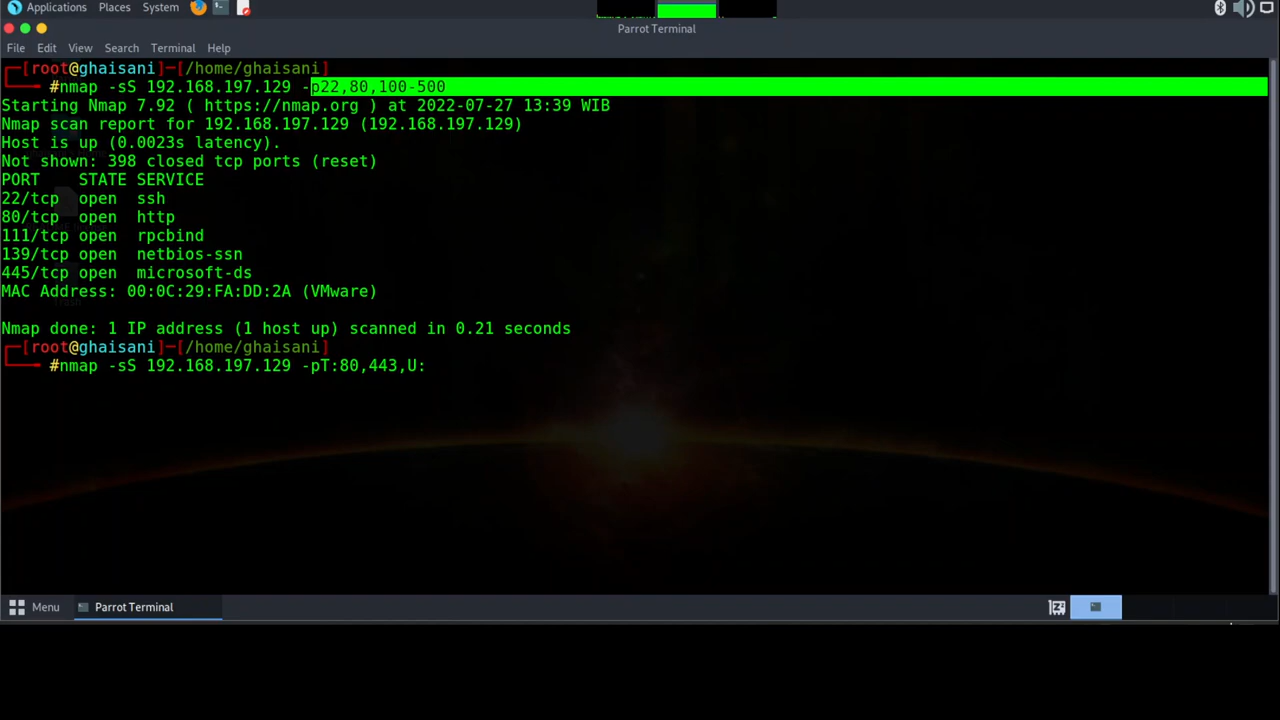 Applications Places System
Parrot Terminal
File Edit View Search Terminal Help
[root@ghaisani]─[/home/ghaisani]
#nmap -sS 192.168.197.129 -p22,80,100-500
Starting Nmap 7.92 ( https://nmap.org ) at 2022-07-27 13:39 WIB
Nmap scan report for 192.168.197.129 (192.168.197.129)
Host is up (0.0023s latency).
Not shown: 398 closed tcp ports (reset)
PORT STATE SERVICE
22/tcp open ssh
80/tcp open http
111/tcp open rpcbind
139/tcp open netbios-ssn
445/tcp open microsoft-ds
MAC Address: 00:0C:29:FA:DD:2A (VMware)
Nmap done: 1 IP address (1 host up) scanned in 0.21 seconds
[root@ghaisani]─[/home/ghaisani]
#nmap -sS 192.168.197.129 -pT:80,443,U:
Menu Parrot Terminal